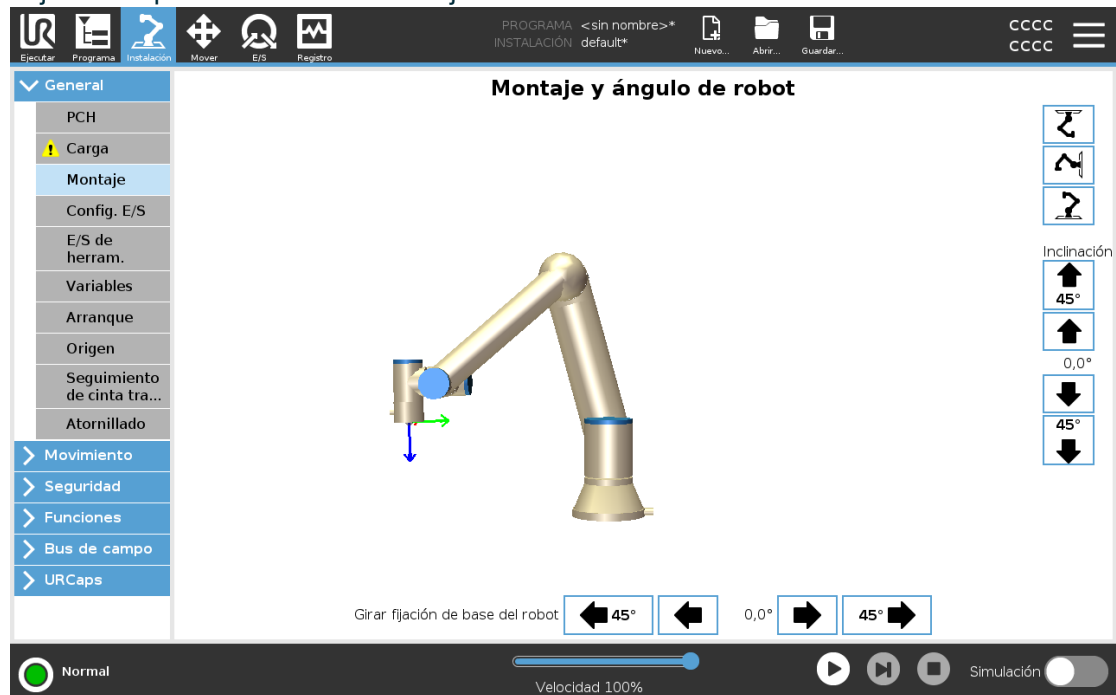 PROGRAMA <sin nombre>*
INSTALACIÓN default*
CCCC
CCCC
Ejecutar Programa Instalación Mover E/S Registro
Nuevo... Abrir... Guardar...
General
Montaje y ángulo de robot
PCH
Carga
Montaje
Config. E/S
E/S de
herram.
Variables
Arranque
Origen
Seguimiento
de cinta tra...
Atornillado
Movimiento
Seguridad
Funciones
Bus de campo
URCaps
Inclinación
45°
0,0°
45°
Girar fijación de base del robot 45° 0,0° 45°
Normal
Velocidad 100%
Simulación